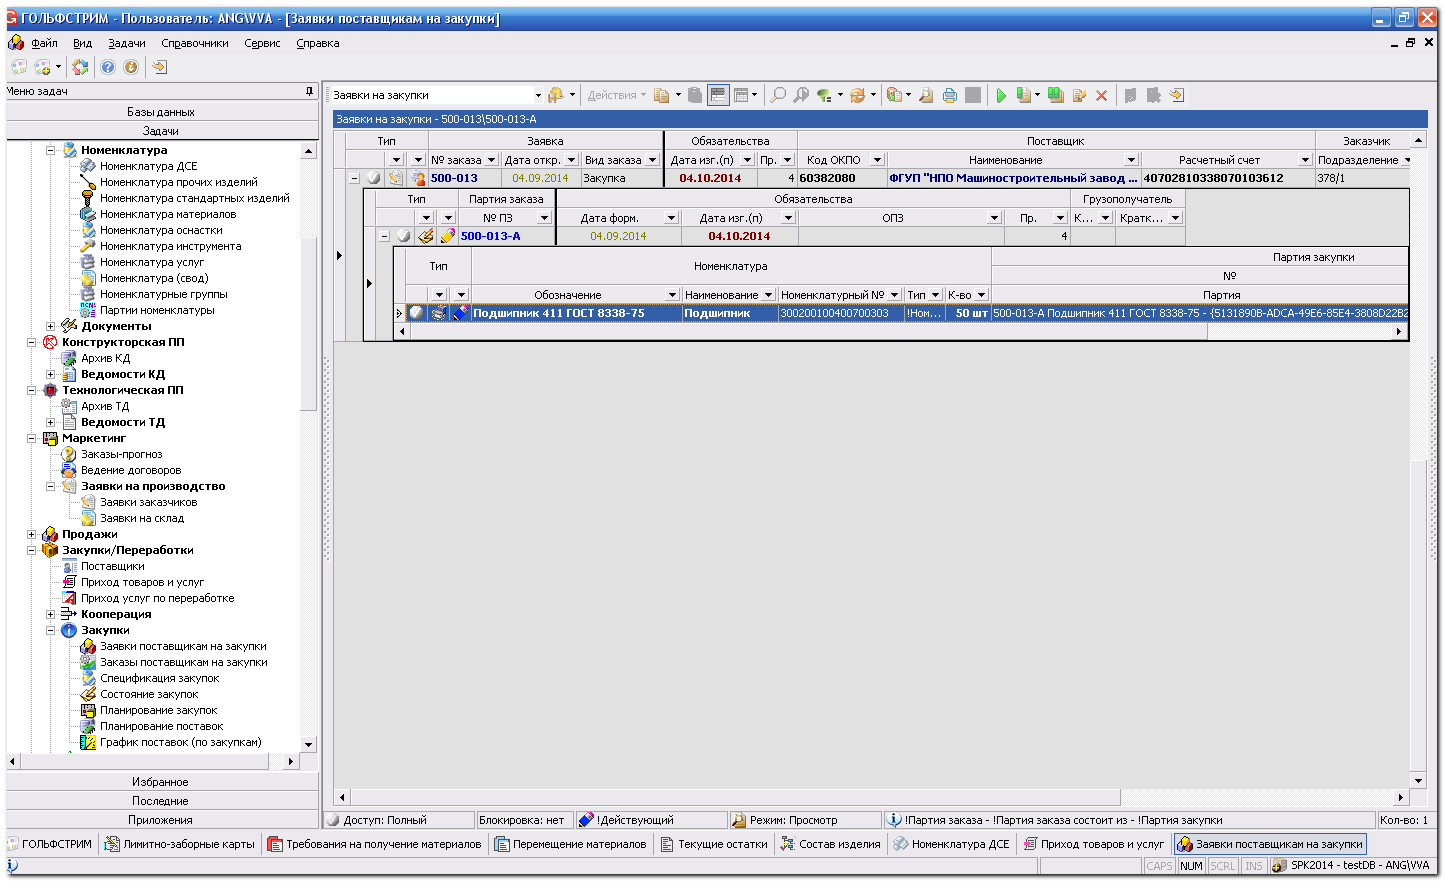 ГОЛЬФСТРИМ - Пользователь: ANG\VVA - [Заявки поставщикам на закупки]
Файл Вид Задачи Справочники Сервис Справка
Меню задач
Базы данных
Задачи
Номенклатура
Номенклатура ДСЕ
Номенклатура прочих изделий
Номенклатура стандартных изделий
Номенклатура материалов
Номенклатура оснастки
Номенклатура инструмента
Номенклатура услуг
Номенклатура (свод)
Номенклатурные группы
Партии номенклатуры
Документы
Конструкторская ПП
Архив КД
Ведомости КД
Технологическая ПП
Архив ТД
Ведомости ТД
Маркетинг
Заказы-прогноз
Ведение договоров
Заявки на производство
Заявки заказчиков
Заявки на склад
Продажи
Закупки/Переработки
Поставщики
Приход товаров и услуг
Приход услуг по переработке
Кооперация
Закупки
Заявки поставщикам на закупки
Заказы поставщикам на закупки
Спецификация закупок
Состояние закупок
Планирование закупок
Планирование поставок
График поставок (по закупкам)
Избранное
Последние
Приложения
Заявки на закупки Действия
Заявки на закупки - 500-013\500-013-А
Тип Заявка Обязательства Поставщик Заказчик
№ заказа Дата откр. Вид заказа Дата изг.(п) Пр. Код ОКПО Наименование Расчетный счет Подразделение
500-013 04.09.2014 Закупка 04.10.2014 4 60382080 ФГУП "НПО Машиностроительный завод ... 40702810338070103612 378/1
Тип Партия заказа Обязательства Грузополучатель
№ ПЗ Дата форм. Дата изг.(п) ОПЗ Пр. К... Кратк...
500-013-А 04.09.2014 04.10.2014 4
Тип Номенклатура Партия закупки
№
Обозначение Наименование Номенклатурный № Тип К-во Партия
Подшипник 411 ГОСТ 8338-75 Подшипник 300200100400700303 !Ном... 50 шт 500-013-А Подшипник 411 ГОСТ 8338-75 - {5131890B-ADCA-49E6-85E4-3808D22B2
Доступ: Полный Блокировка: нет !Действующий Режим: Просмотр !Партия заказа - !Партия заказа состоит из - !Партия закупки Кол-во: 1
ГОЛЬФСТРИМ Лимитно-заборные карты Требования на получение материалов Перемещение материалов Текущие остатки Состав изделия Номенклатура ДСЕ Приход товаров и услуг Заявки поставщикам на закупки
CAPS NUM SCRL INS SPK2014 - testDB - ANG\VVA